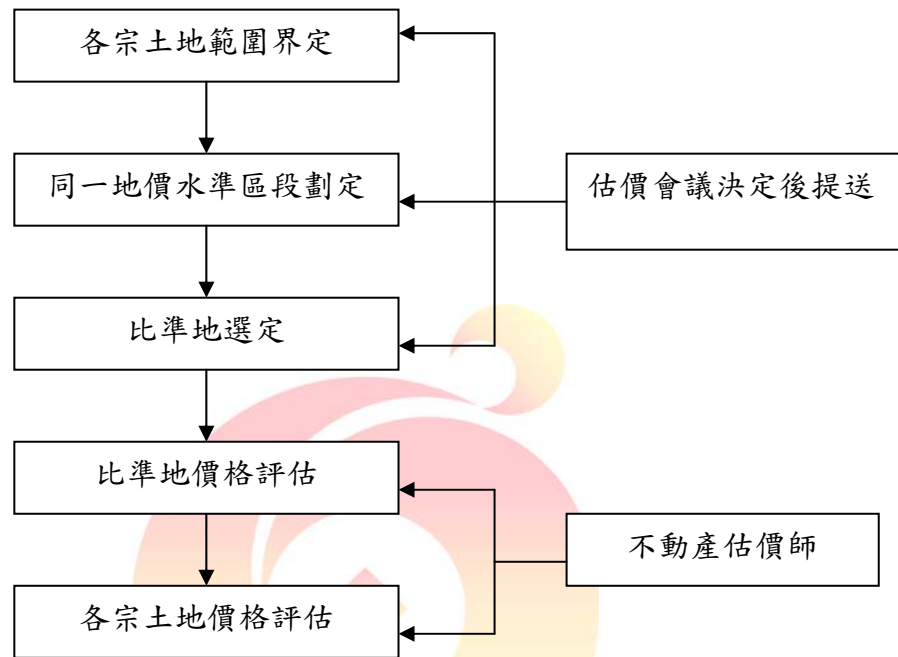 各宗土地範圍界定
同一地價水準區段劃定
估價會議決定後提送
比準地選定
比準地價格評估
不動產估價師
各宗土地價格評估